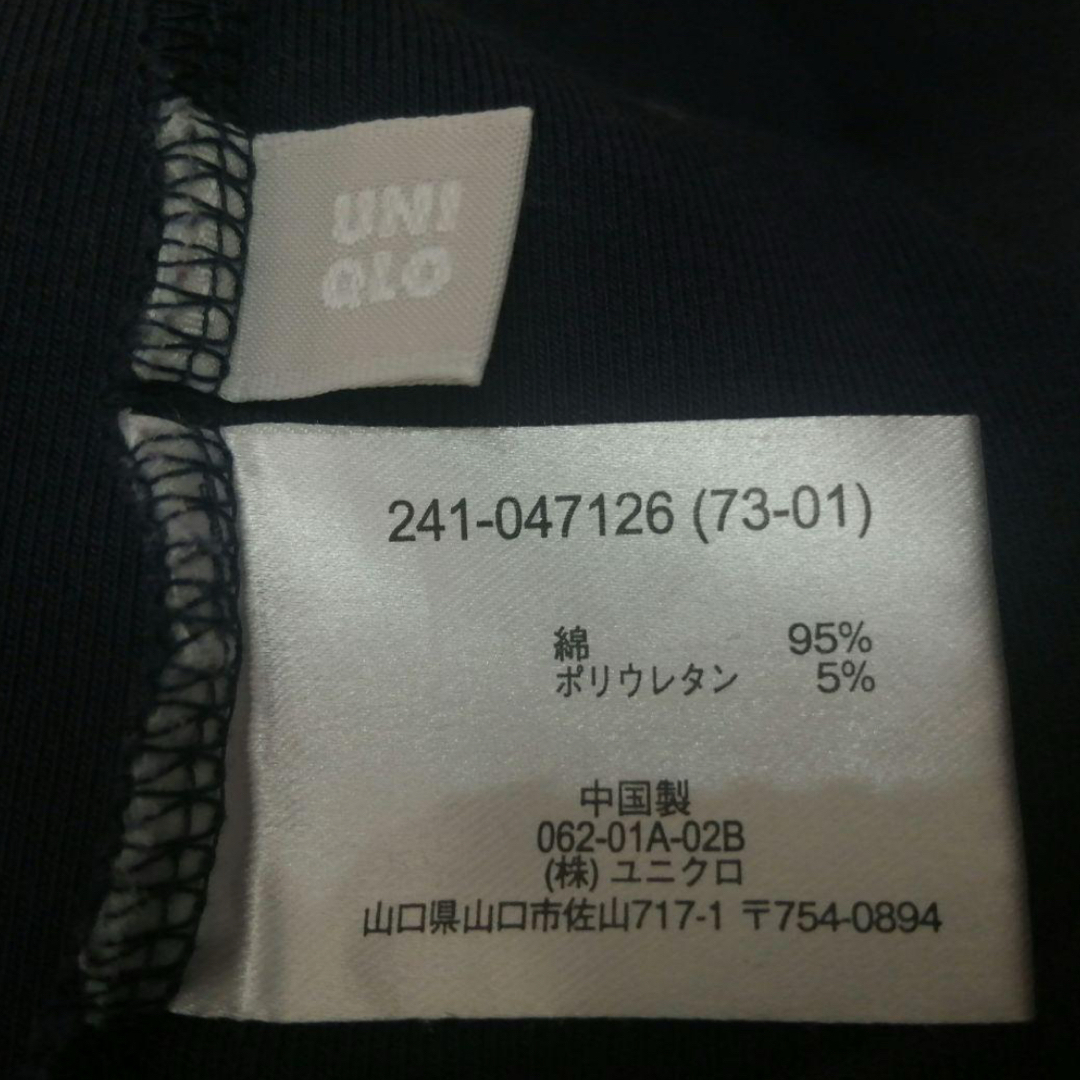 UNI
QLO
241-047126 (73-01)
綿 95%
ポリウレタン 5%
中国製
062-01A-02B
(株) ユニクロ
山口県山口市佐山717-1 〒754-0894